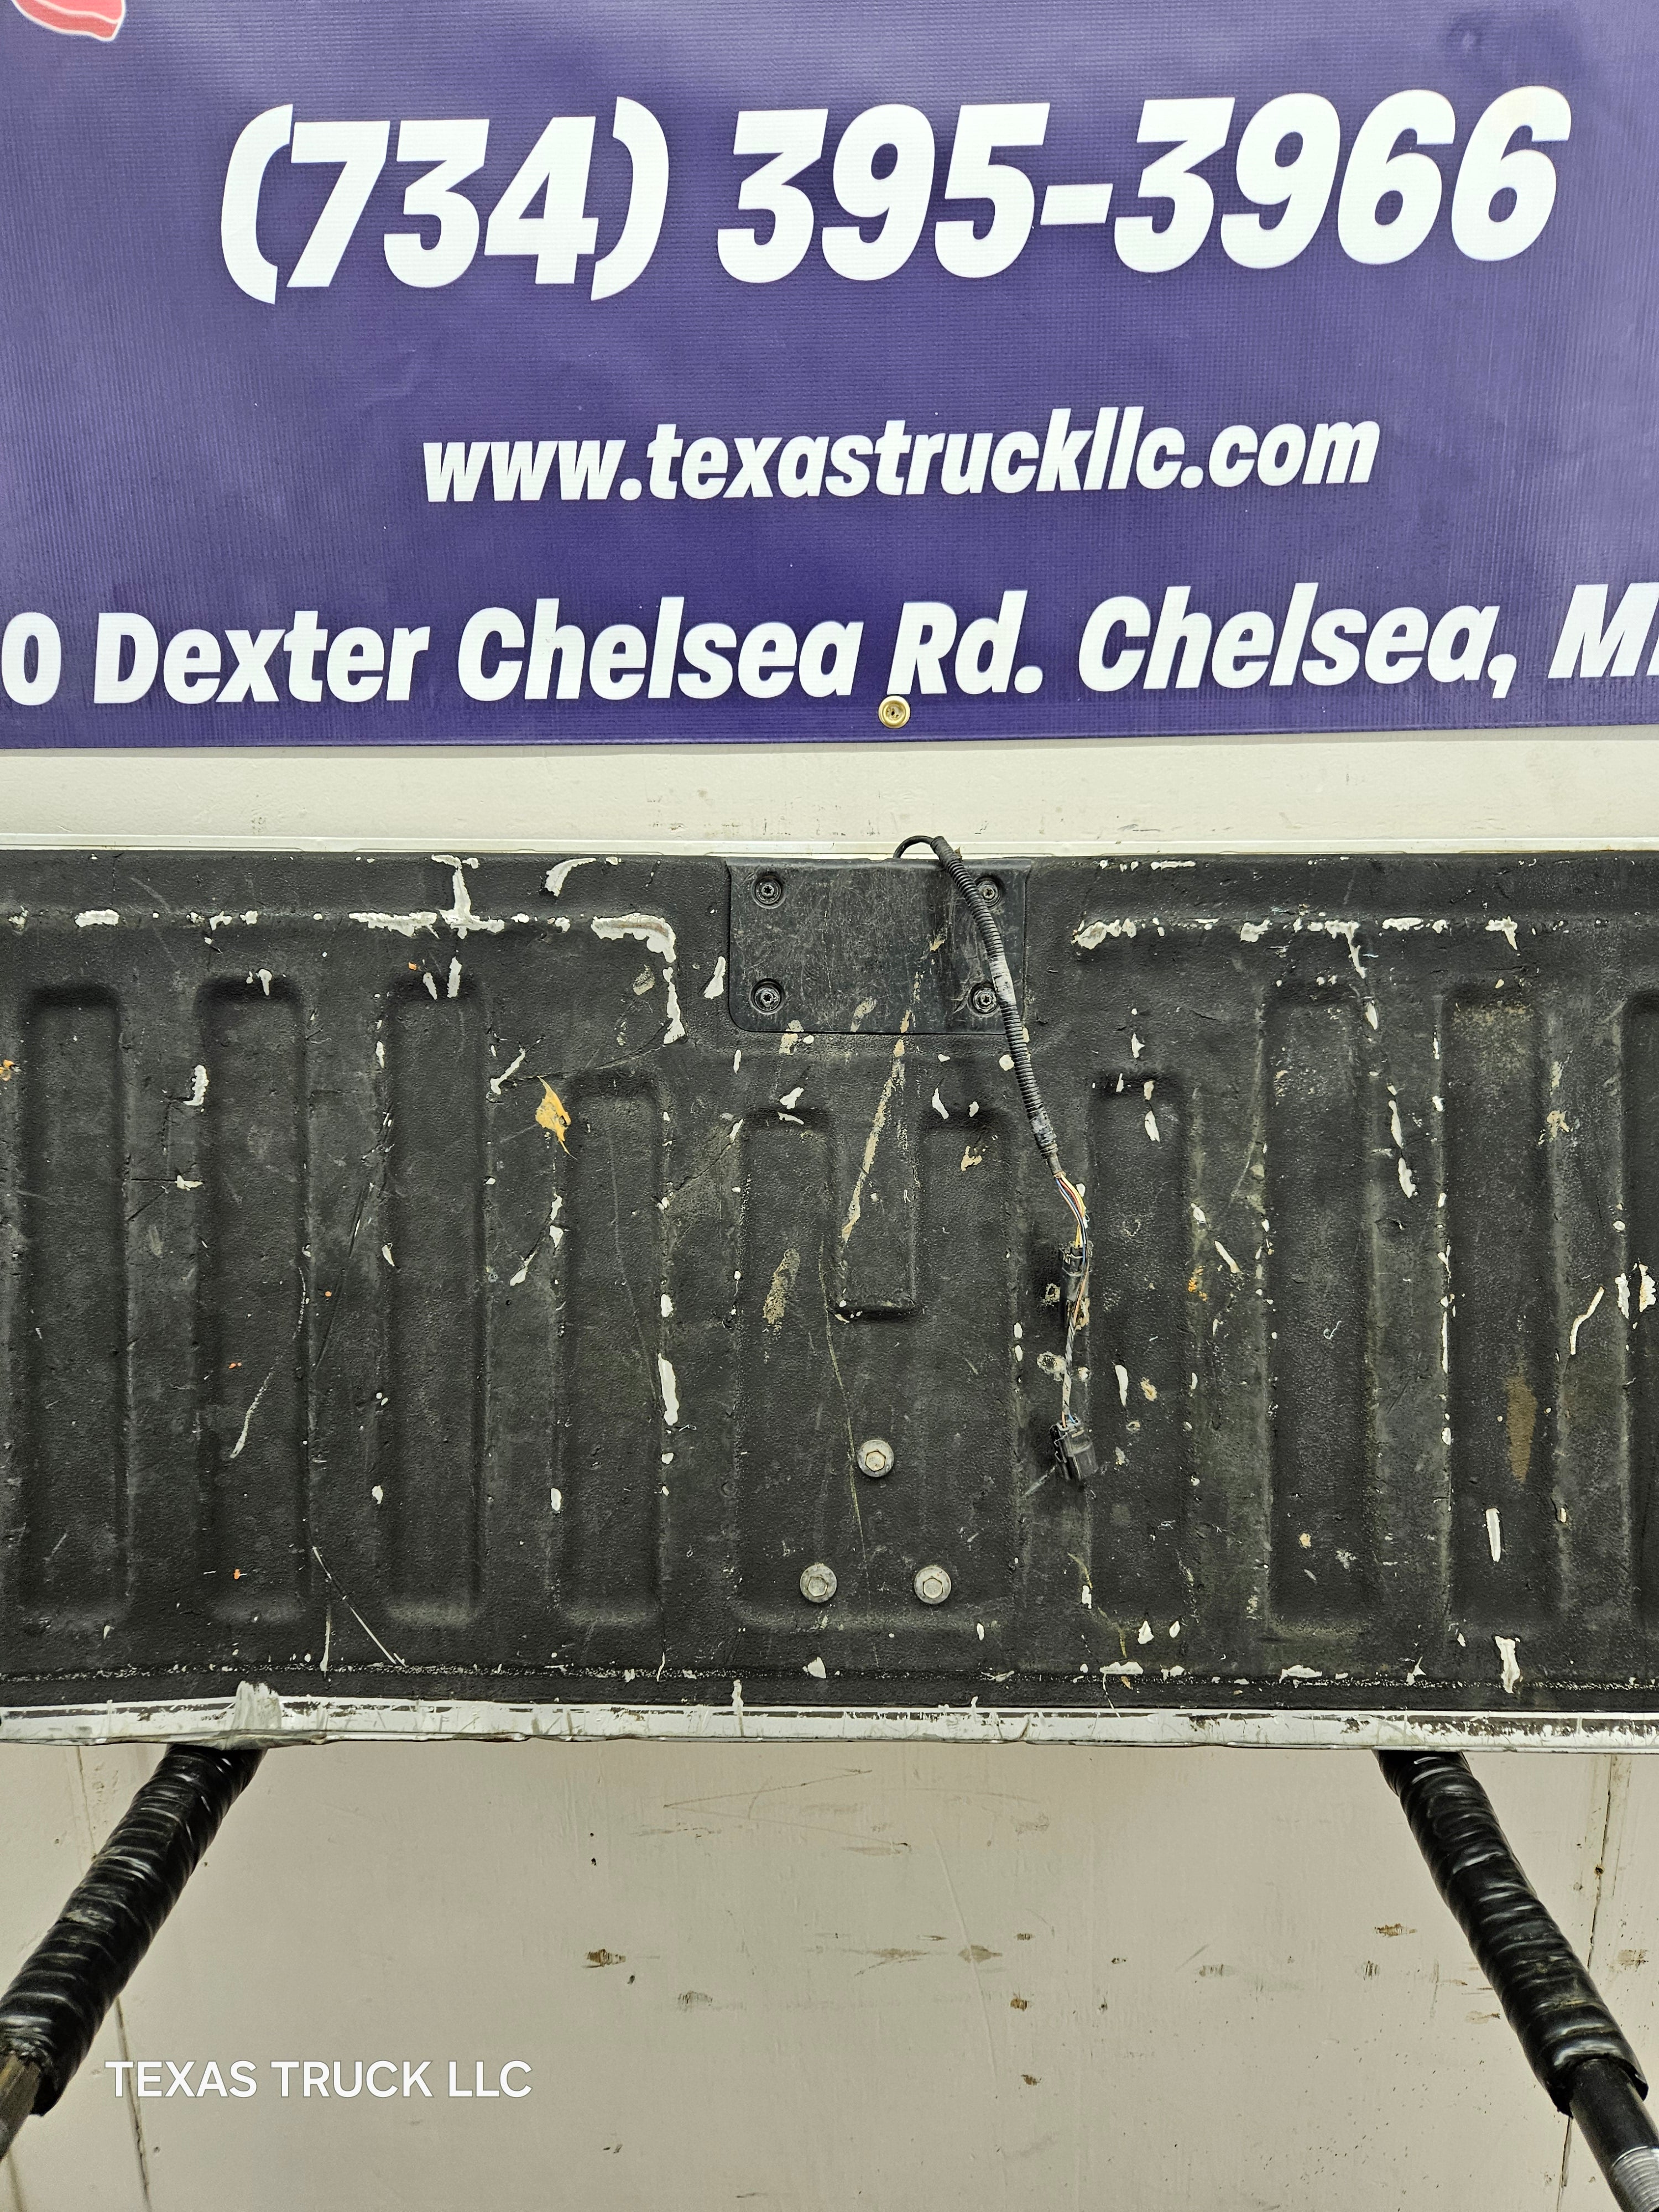 (734) 395-3966
www.texastruckllc.com
0 Dexter Chelsea Rd. Chelsea, MI
TEXAS TRUCK LLC